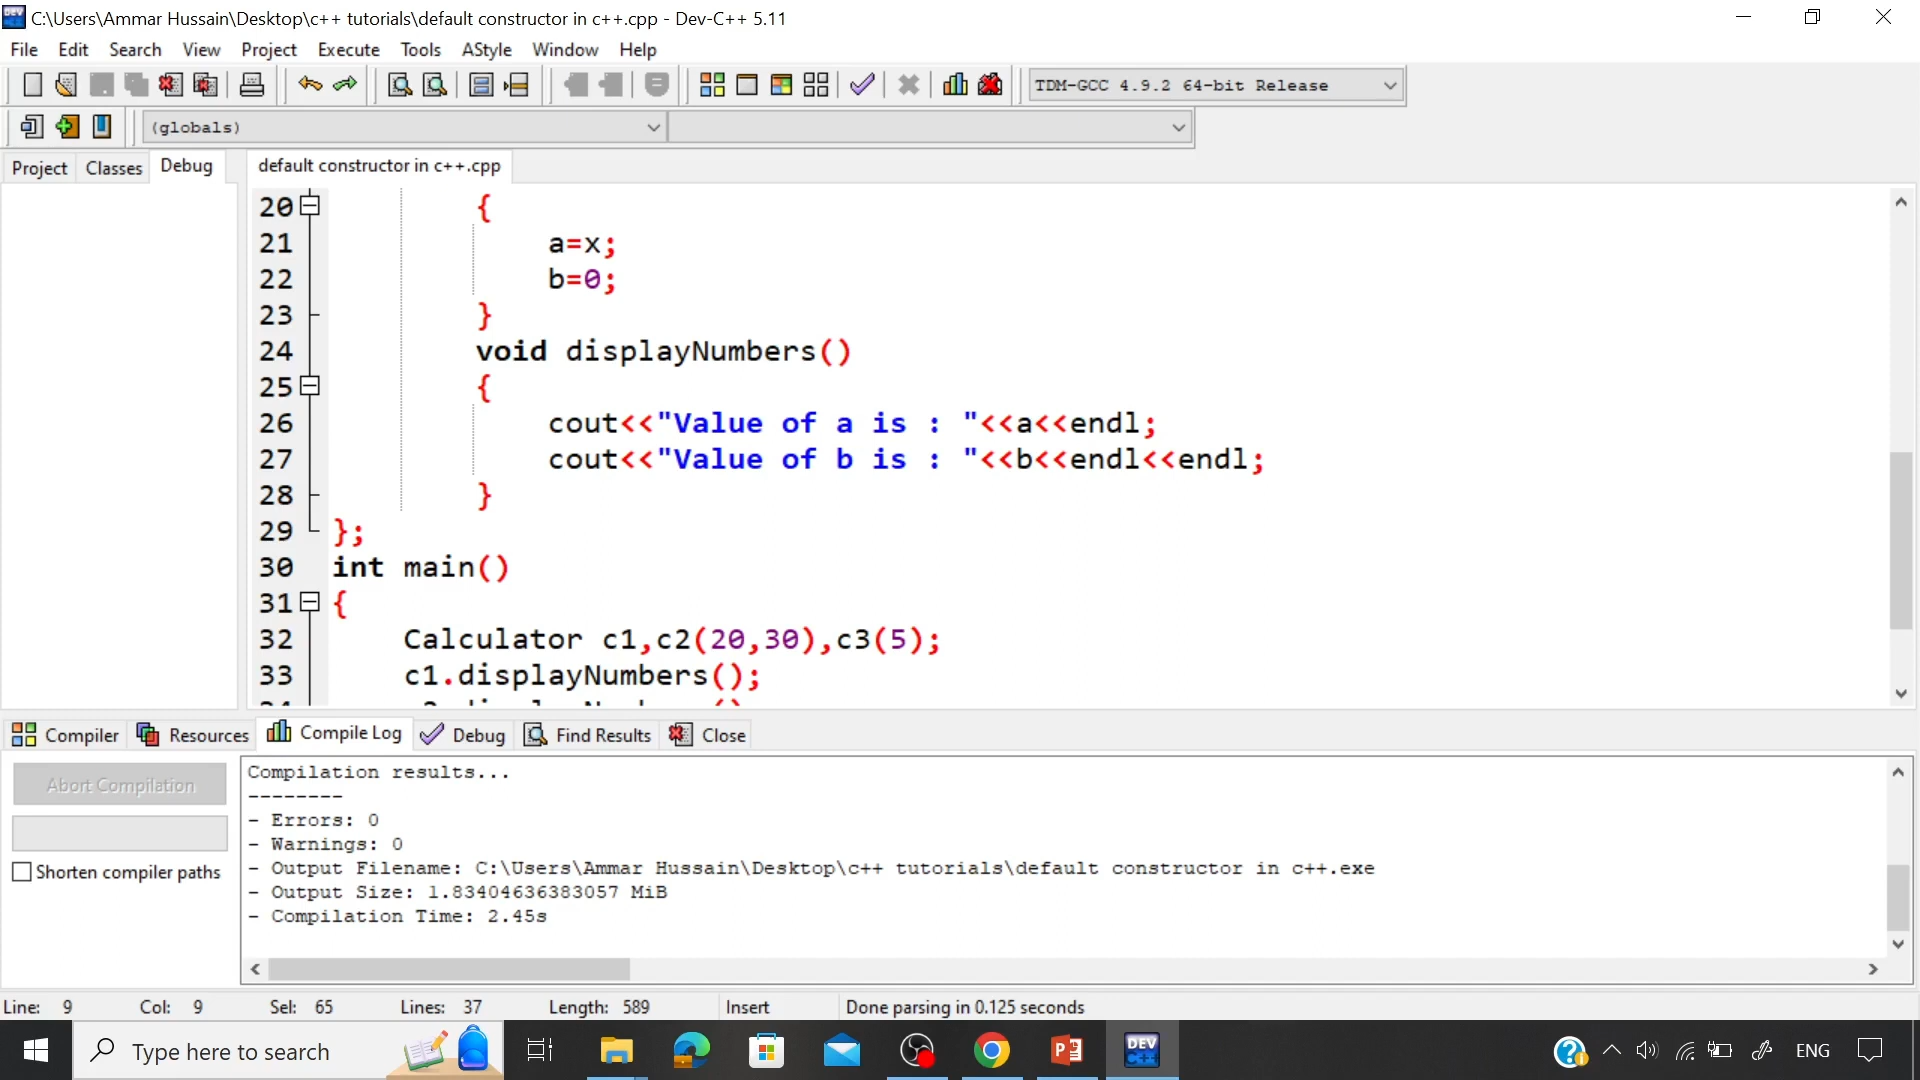 C:\Users\Ammar Hussain\Desktop\c++ tutorials\default constructor in c++.cpp - Dev-C++ 5.11
File Edit Search View Project Execute Tools AStyle Window Help
TDM-GCC 4.9.2 64-bit Release
(globals)
Project Classes Debug default constructor in c++.cpp
20 {
21 a=x;
22 b=0;
23 }
24 void displayNumbers()
25 {
26 cout<<"Value of a is : "<<a<<endl;
27 cout<<"Value of b is : "<<b<<endl<<endl;
28 }
29 };
30 int main()
31 {
32 Calculator c1,c2(20,30),c3(5);
33 c1.displayNumbers();
Compiler Resources Compile Log Debug Find Results Close
Abort Compilation
Shorten compiler paths
Compilation results...
--------
- Errors: 0
- Warnings: 0
- Output Filename: C:\Users\Ammar Hussain\Desktop\c++ tutorials\default constructor in c++.exe
- Output Size: 1.83404636383057 MiB
- Compilation Time: 2.45s
Line: 9 Col: 9 Sel: 65 Lines: 37 Length: 589 Insert Done parsing in 0.125 seconds
Type here to search
DEV C++
ENG